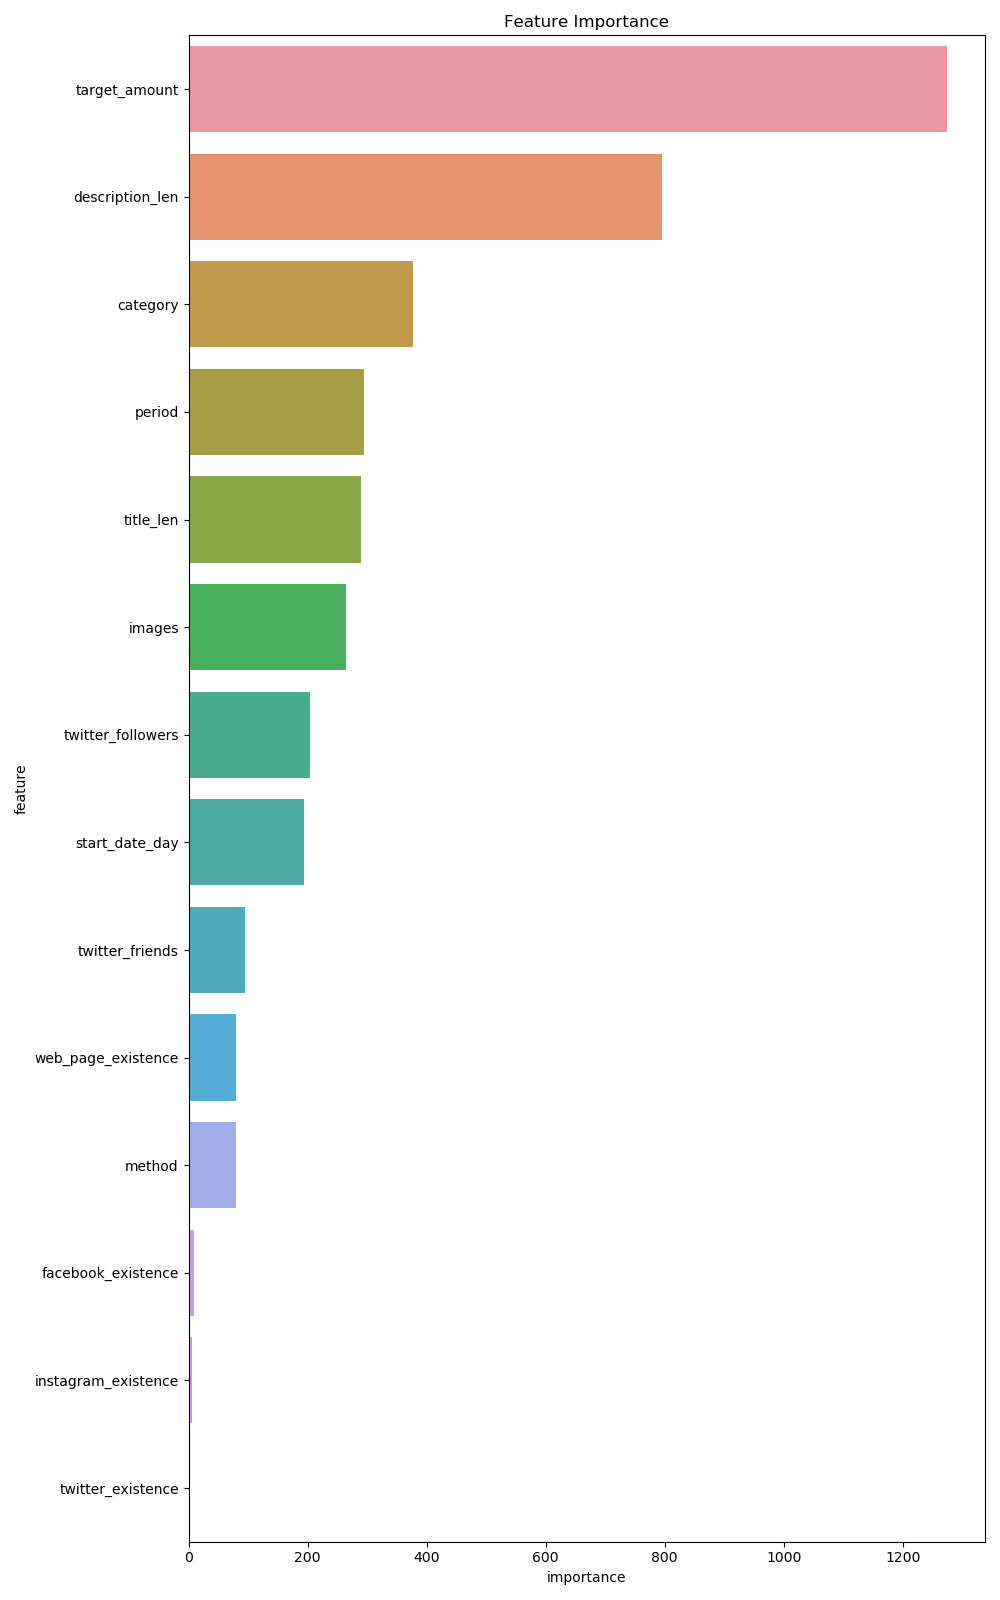 Feature Importance
target_amount
description_len
category
period
title_len
images
twitter_followers
start_date_day
twitter_friends
web_page_existence
method
facebook_existence
instagram_existence
twitter_existence
feature
0 200 400 600 800 1000 1200
importance